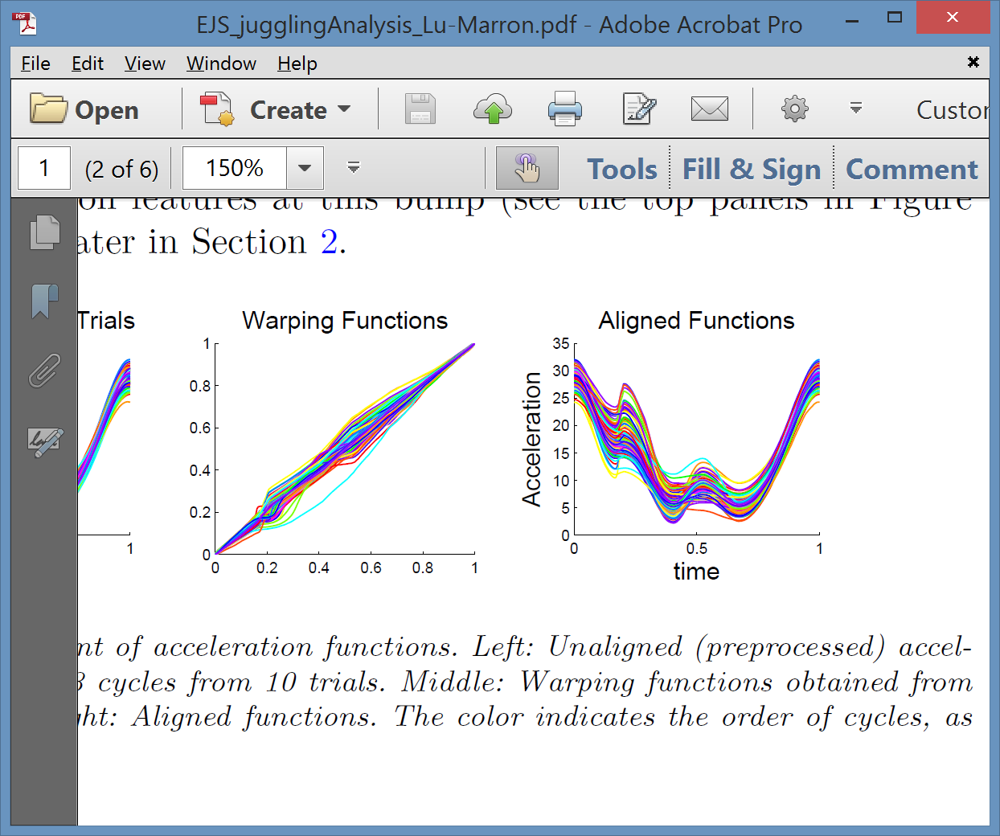 EJS_jugglingAnalysis_Lu-Marron.pdf - Adobe Acrobat Pro
File Edit View Window Help
Open Create Custor
1 (2 of 6) 150% Tools Fill & Sign Comment
on features at this bump (see the top panels in Figure
ater in Section 2.
Trials Warping Functions Aligned Functions
1
0.8
0.6
0.4
0.2
0
0 0.2 0.4 0.6 0.8 1
1
Acceleration
35
30
25
20
15
10
5
0
0 0.5 1
time
nt of acceleration functions. Left: Unaligned (preprocessed) accel-
3 cycles from 10 trials. Middle: Warping functions obtained from
ght: Aligned functions. The color indicates the order of cycles, as